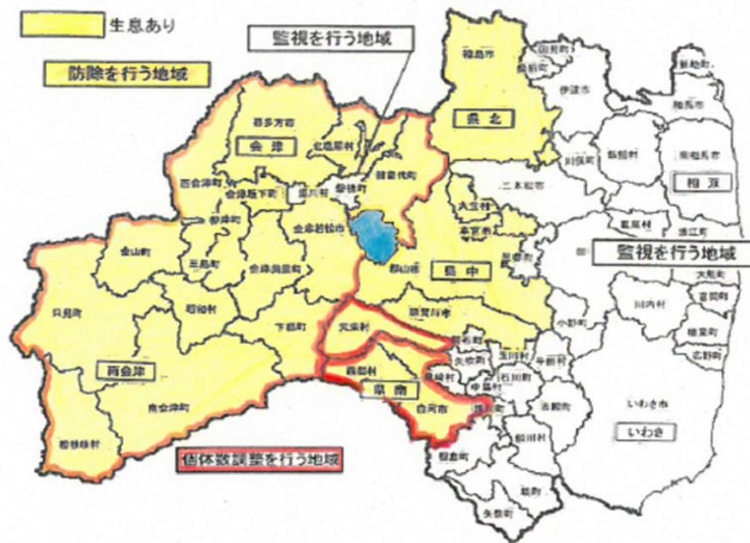 生息あり
監視を行う地域
防除を行う地域
福島市
国見町
桑折町
新地町
伊達市
相馬市
喜多方市
県北
会津
北塩原村
猪苗代町
川俣町
飯舘村
南相馬市
相双
西会津町
会津坂下町
湯川村
磐梯町
二本松市
大玉村
本宮市
葛尾村
浪江町
柳津町
会津若松市
金山町
三島町
会津美里町
郡山市
県中
三春町
監視を行う地域
大熊町
富岡町
川内村
楢葉町
広野町
只見町
昭和村
下郷町
天栄村
須賀川市
小野町
鏡石町
玉川村
平田村
矢吹町
南会津
西郷村
泉崎村
中島村
石川町
県南
白河市
古殿町
いわき市
いわき
南会津町
檜枝岐村
棚倉町
鮫川村
個体数調整を行う地域
塙町
矢祭町